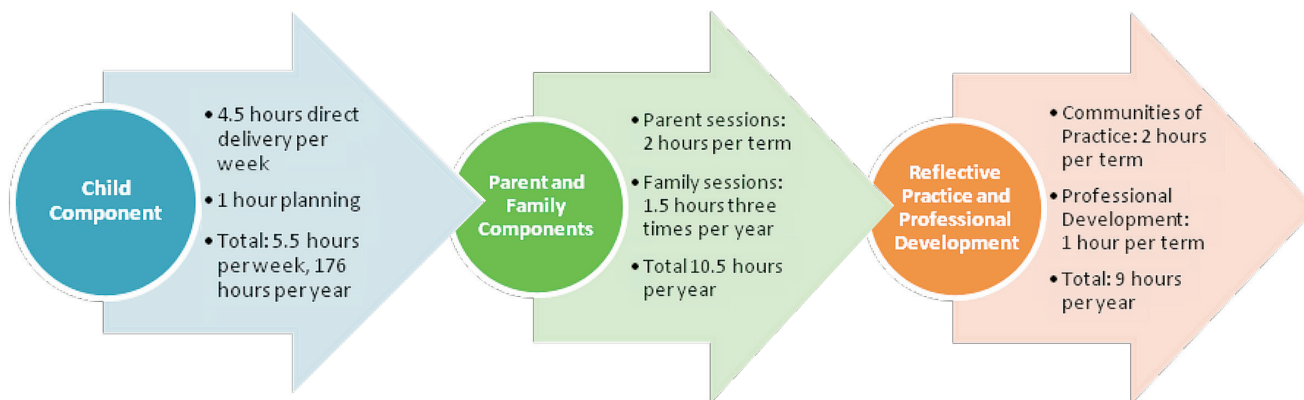 Child
Component
• 4.5 hours direct
delivery per
week
• 1 hour planning
• Total: 5.5 hours
per week, 176
hours per year
Parent and
Family
Components
• Parent sessions:
2 hours per term
• Family sessions:
1.5 hours three
times per year
• Total 10.5 hours
per year
Reflective
Practice and
Professional
Development
• Communities of
Practice: 2 hours
per term
• Professional
Development:
1 hour per term
• Total: 9 hours
per year